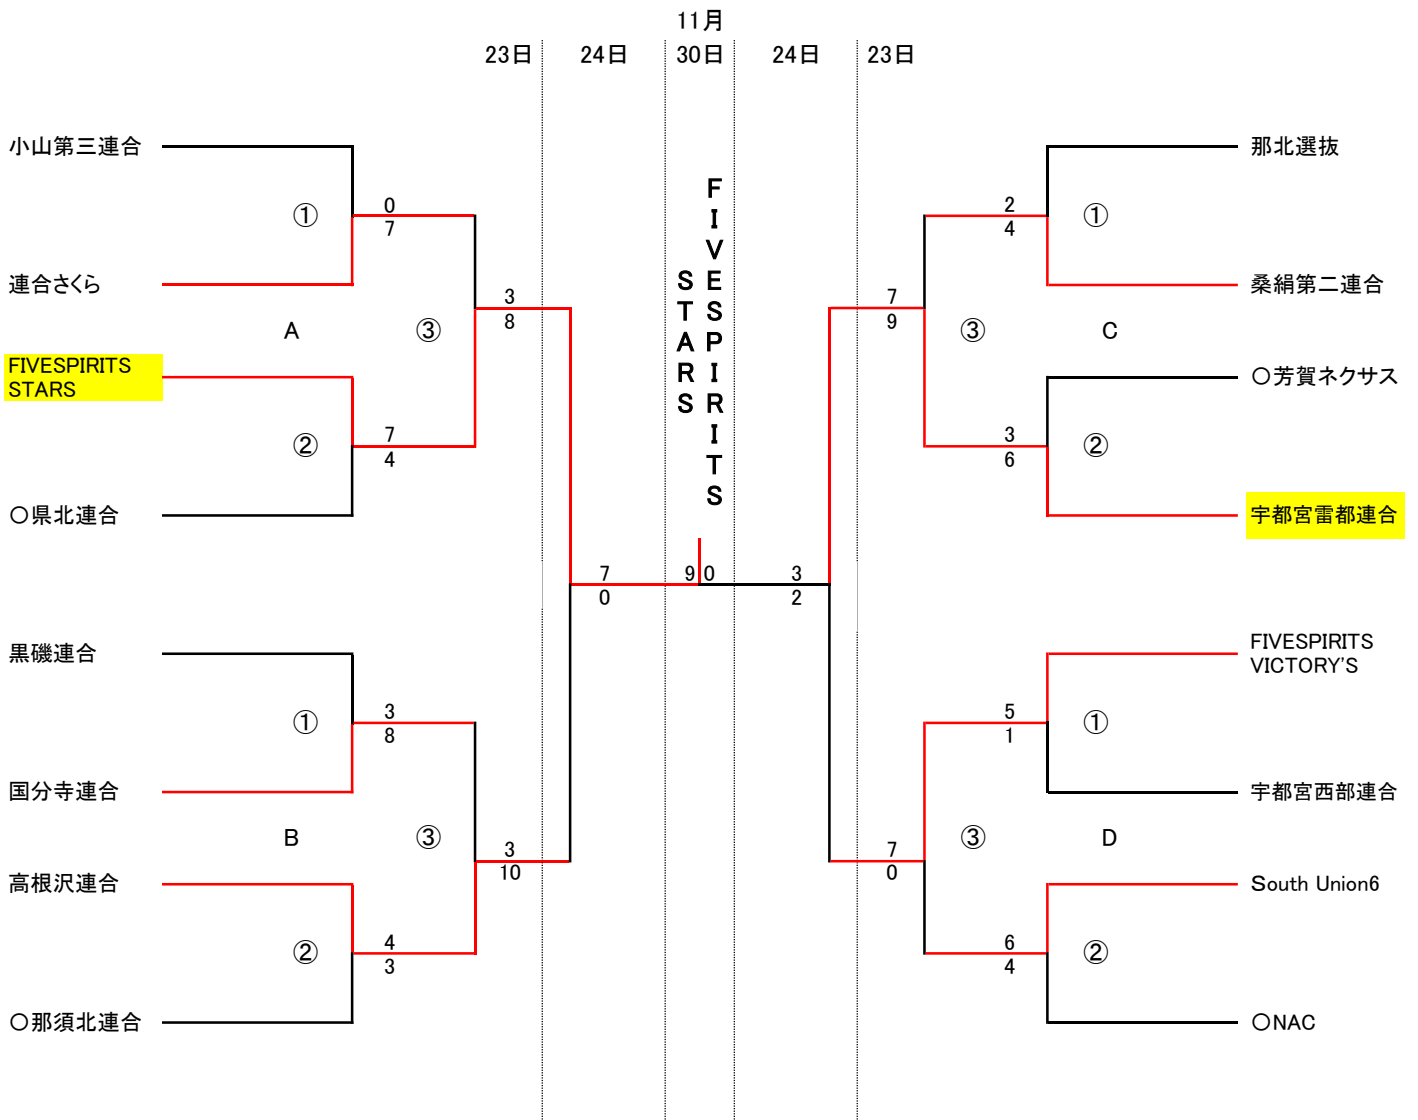 11月
23日 24日 30日 24日 23日
小山第三連合
那北選抜
① 0
7
2
4 ①
連合さくら
桑絹第二連合
A ③ 3
8
7
9 ③ C
FIVESPIRITS
STARS
〇芳賀ネクサス
② 7
4
3
6 ②
〇県北連合
宇都宮雷都連合
FIVESPIRITS
STARS
7
0
9 0
3
2
黒磯連合
FIVESPIRITS
VICTORY'S
① 3
8
5
1 ①
国分寺連合
宇都宮西部連合
B ③ 3
10
7
0 ③ D
高根沢連合
South Union6
② 4
3
6
4 ②
〇那須北連合
〇NAC